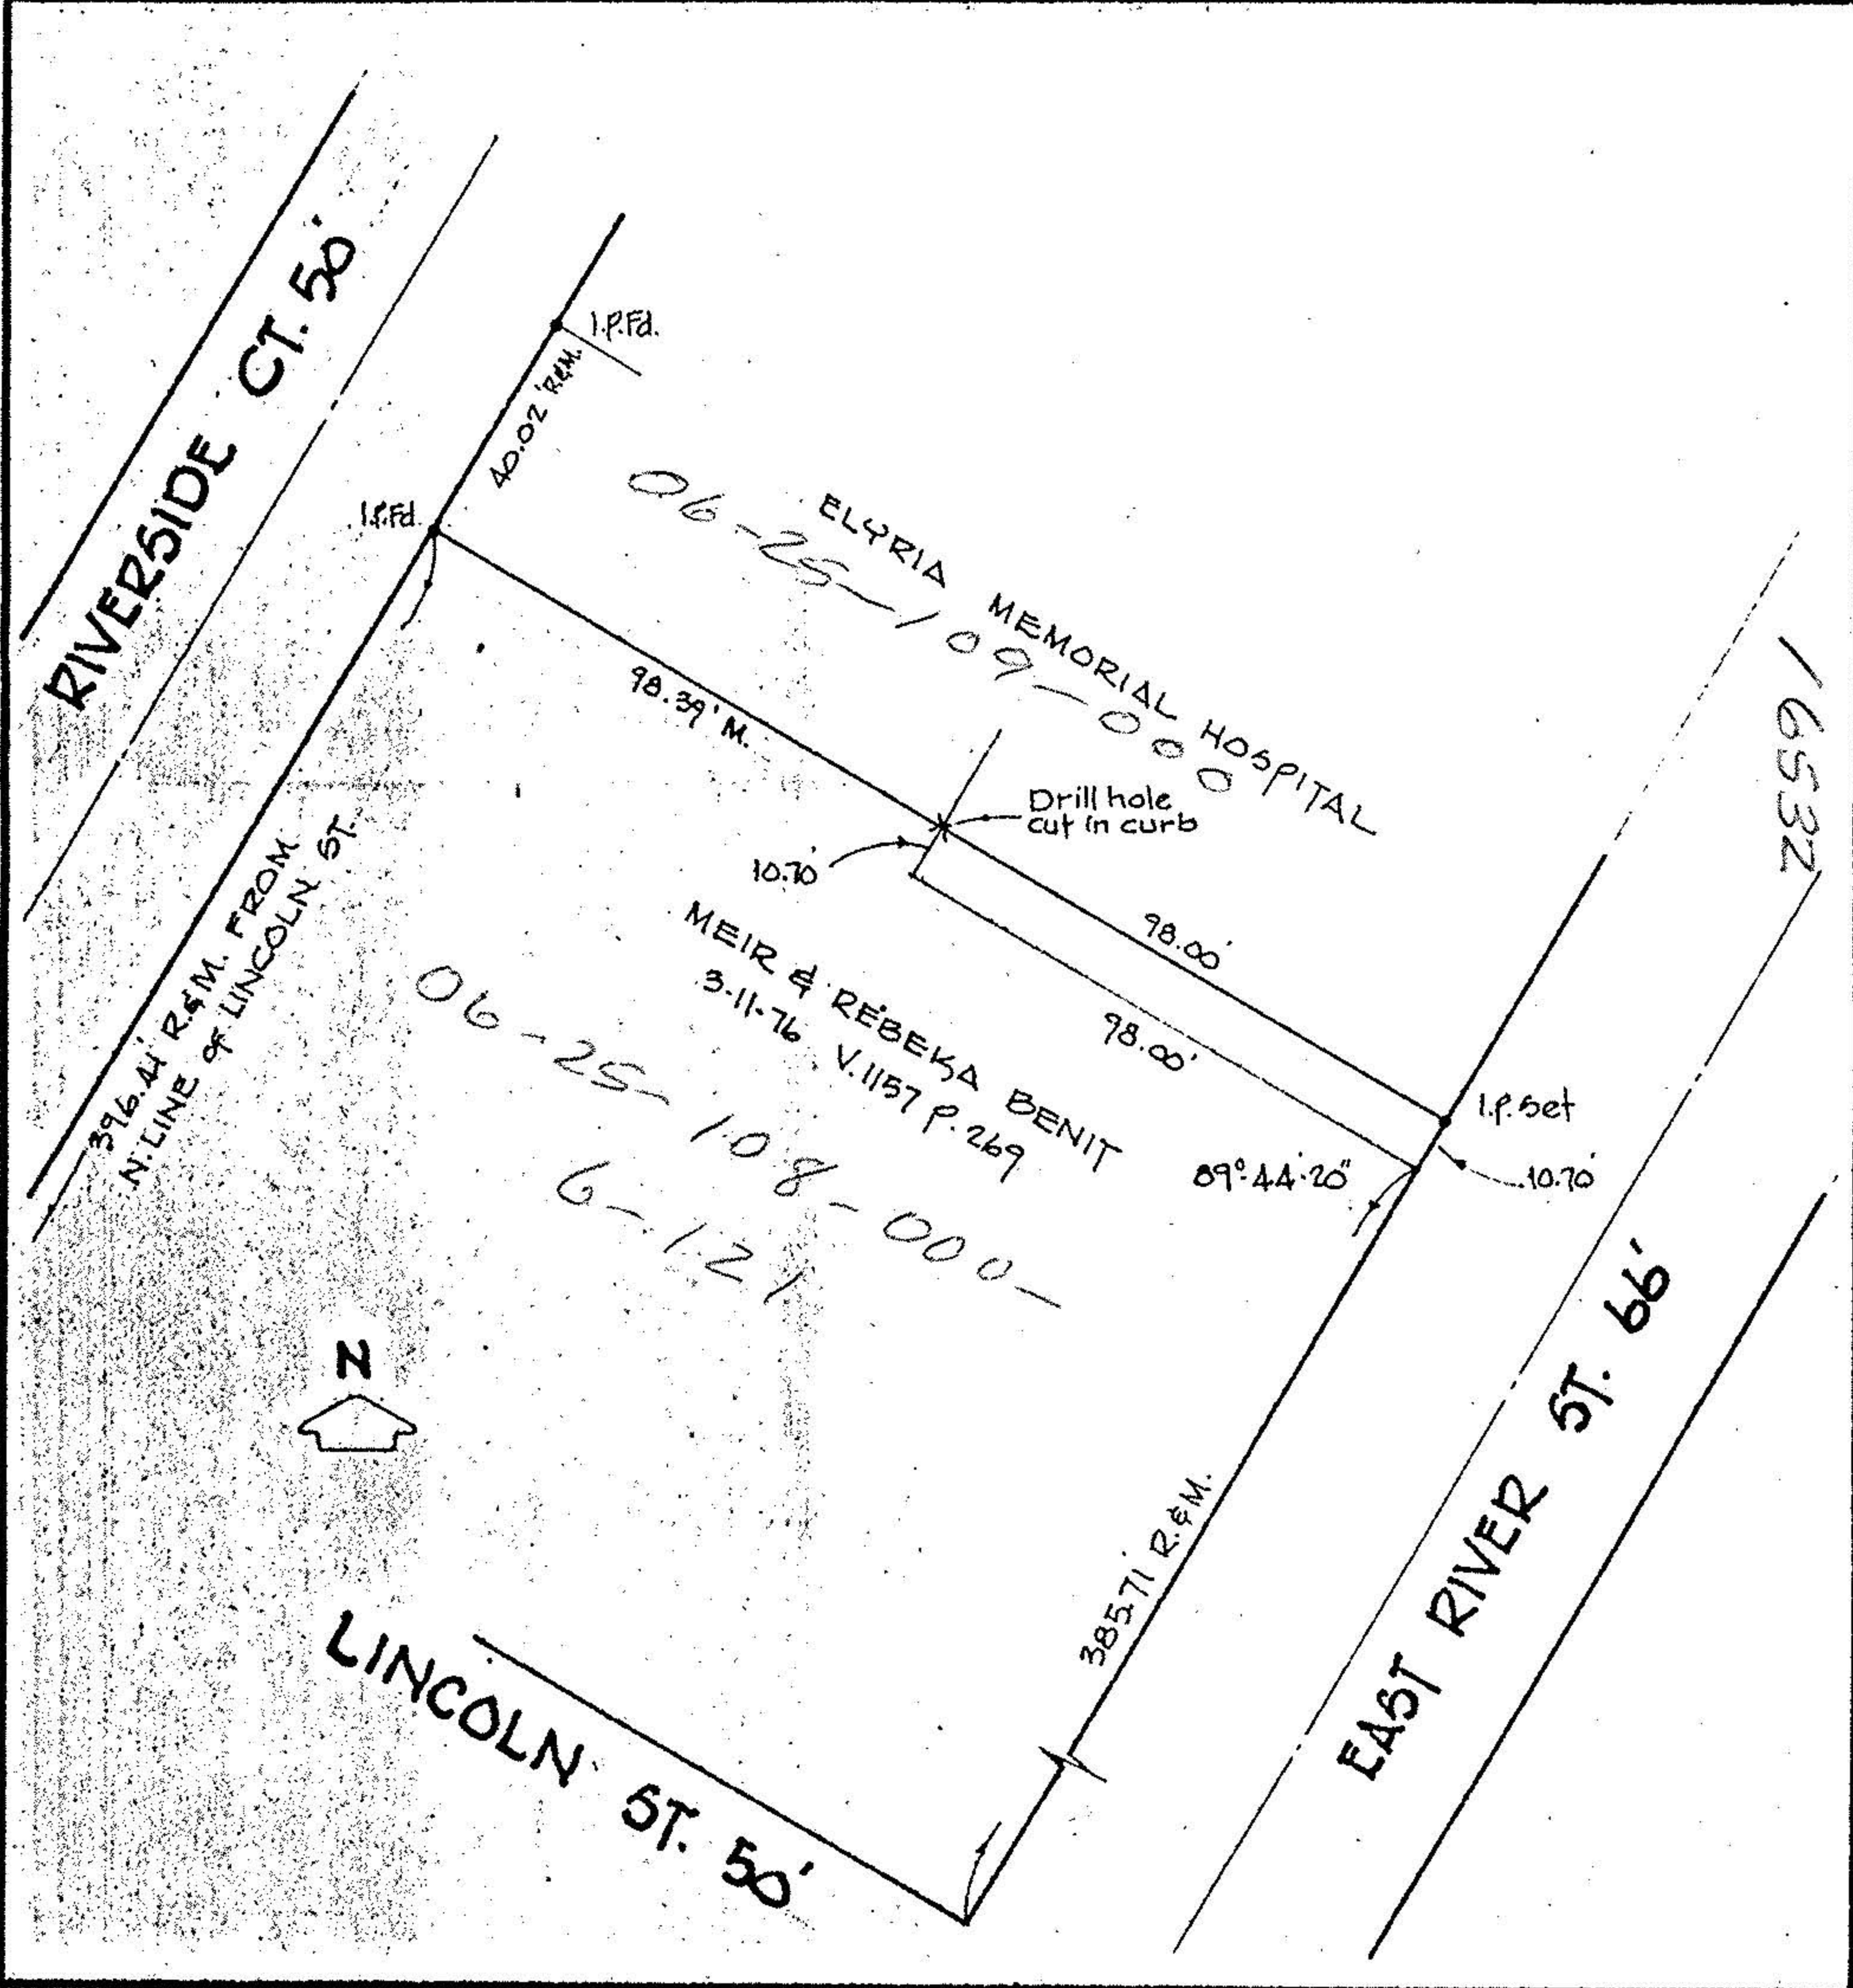 RIVERSIDE CT. 50'
I.P.Fd.
40.02' R&M.
I.P.Fd.
ELYRIA MEMORIAL HOSPITAL
06-25-109-000
16532
98.39' M.
Drill hole
cut in curb
10.70'
98.00'
98.00'
MEIR & REBEKA BENIT
3-11-76 V.1157 P.269
06-25-108-000-
6-121
396.41' R.&M. FROM
N. LINE OF LINCOLN ST.
I.P. Set
89°-44'-20"
10.70'
N
385.71' R.&M.
EAST RIVER ST. 66'
LINCOLN ST. 50'